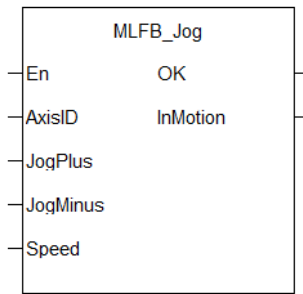 MLFB_Jog
En OK
AxisID InMotion
JogPlus
JogMinus
Speed